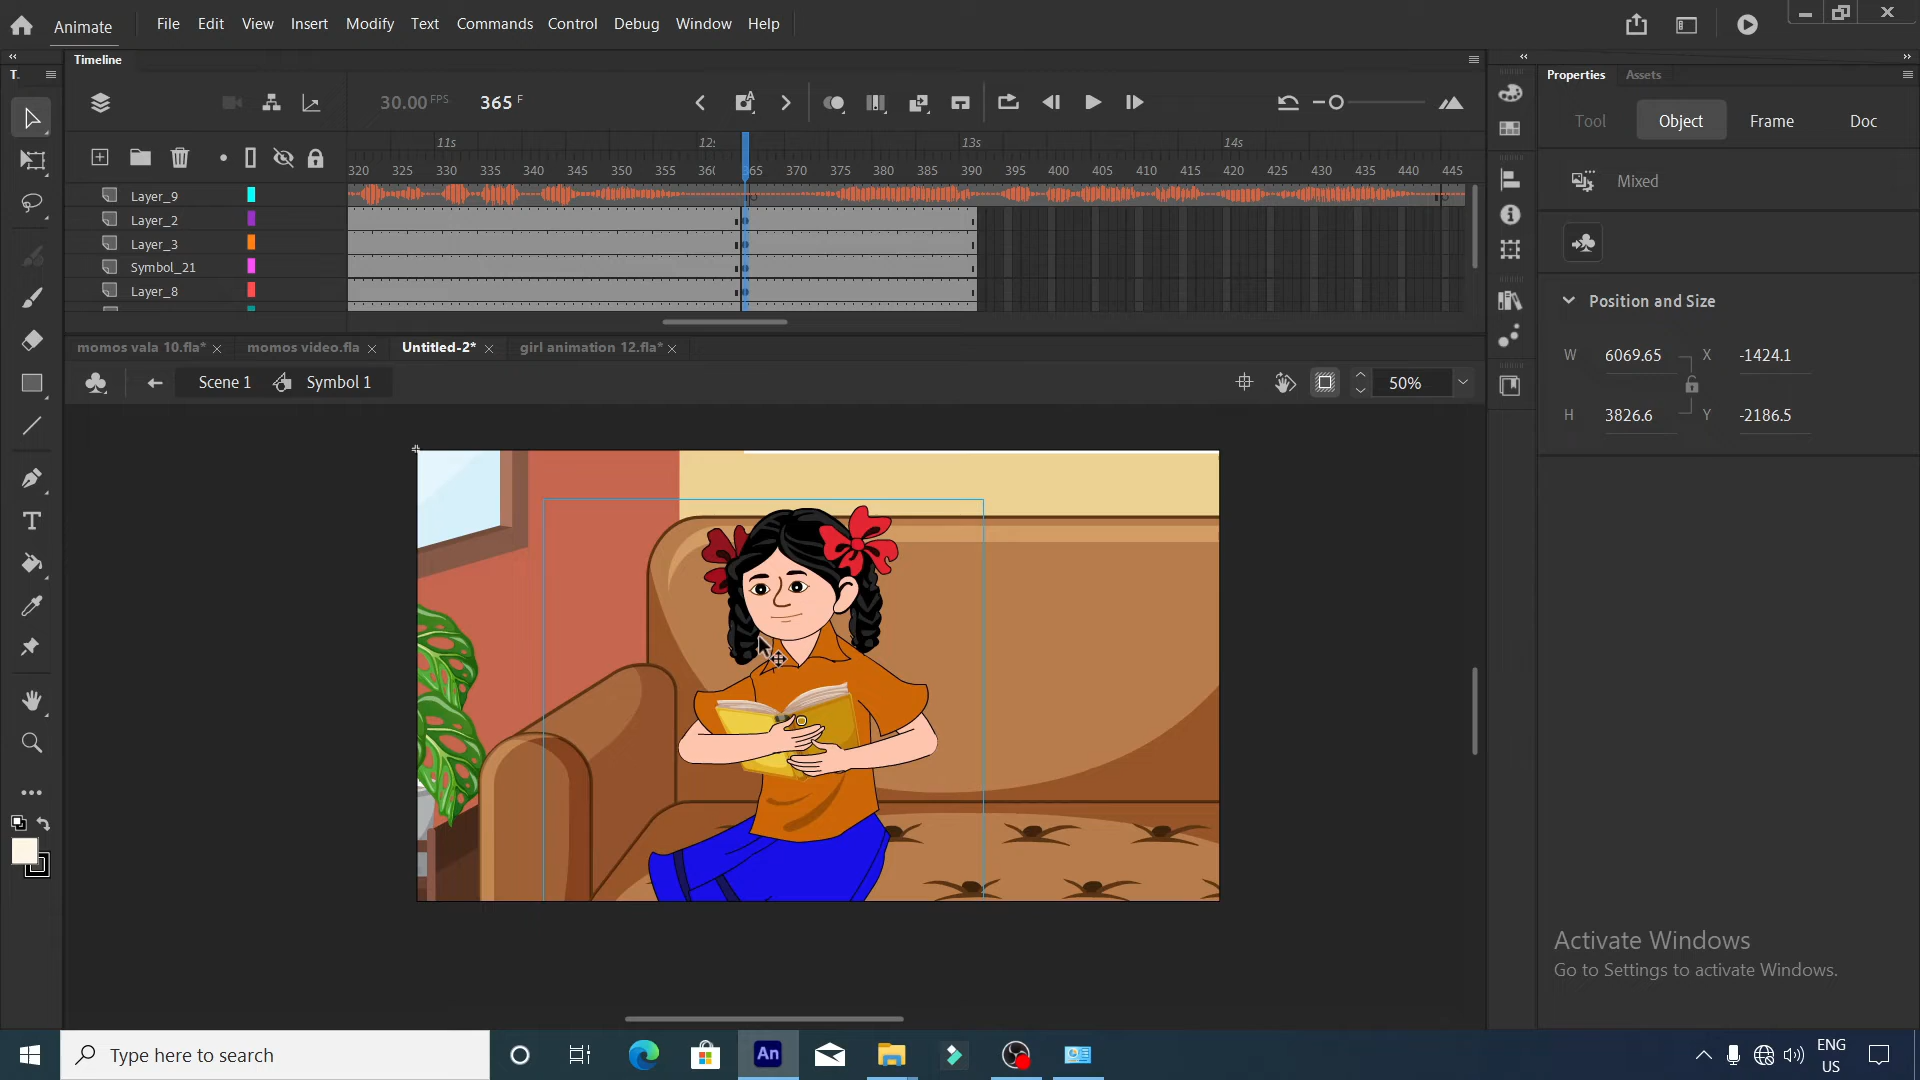 Animate
File Edit View Insert Modify Text Commands Control Debug Window Help
Timeline
T.
30.00 FPS
365 F
11s 13s 14s
320 325 330 335 340 345 350 355 360 365 370 375 380 385 390 395 400 405 410 415 420 425 430 435 440 445
Layer_9
Layer_2
Layer_3
Symbol_21
Layer_8
momos vala 10.fla* momos video.fla Untitled-2* girl animation 12.fla*
Scene 1 Symbol 1
50%
Properties Assets
Tool Object Frame Doc
Mixed
Position and Size
W 6069.65 X -1424.1
H 3826.6 Y -2186.5
Activate Windows
Go to Settings to activate Windows.
Type here to search
An
ENG
US